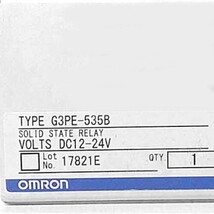 TYPE G3PE-535B
SOLID STATE RELAY
VOLTS DC12-24V
Lot No. 17821E QTY. 1
OMRON